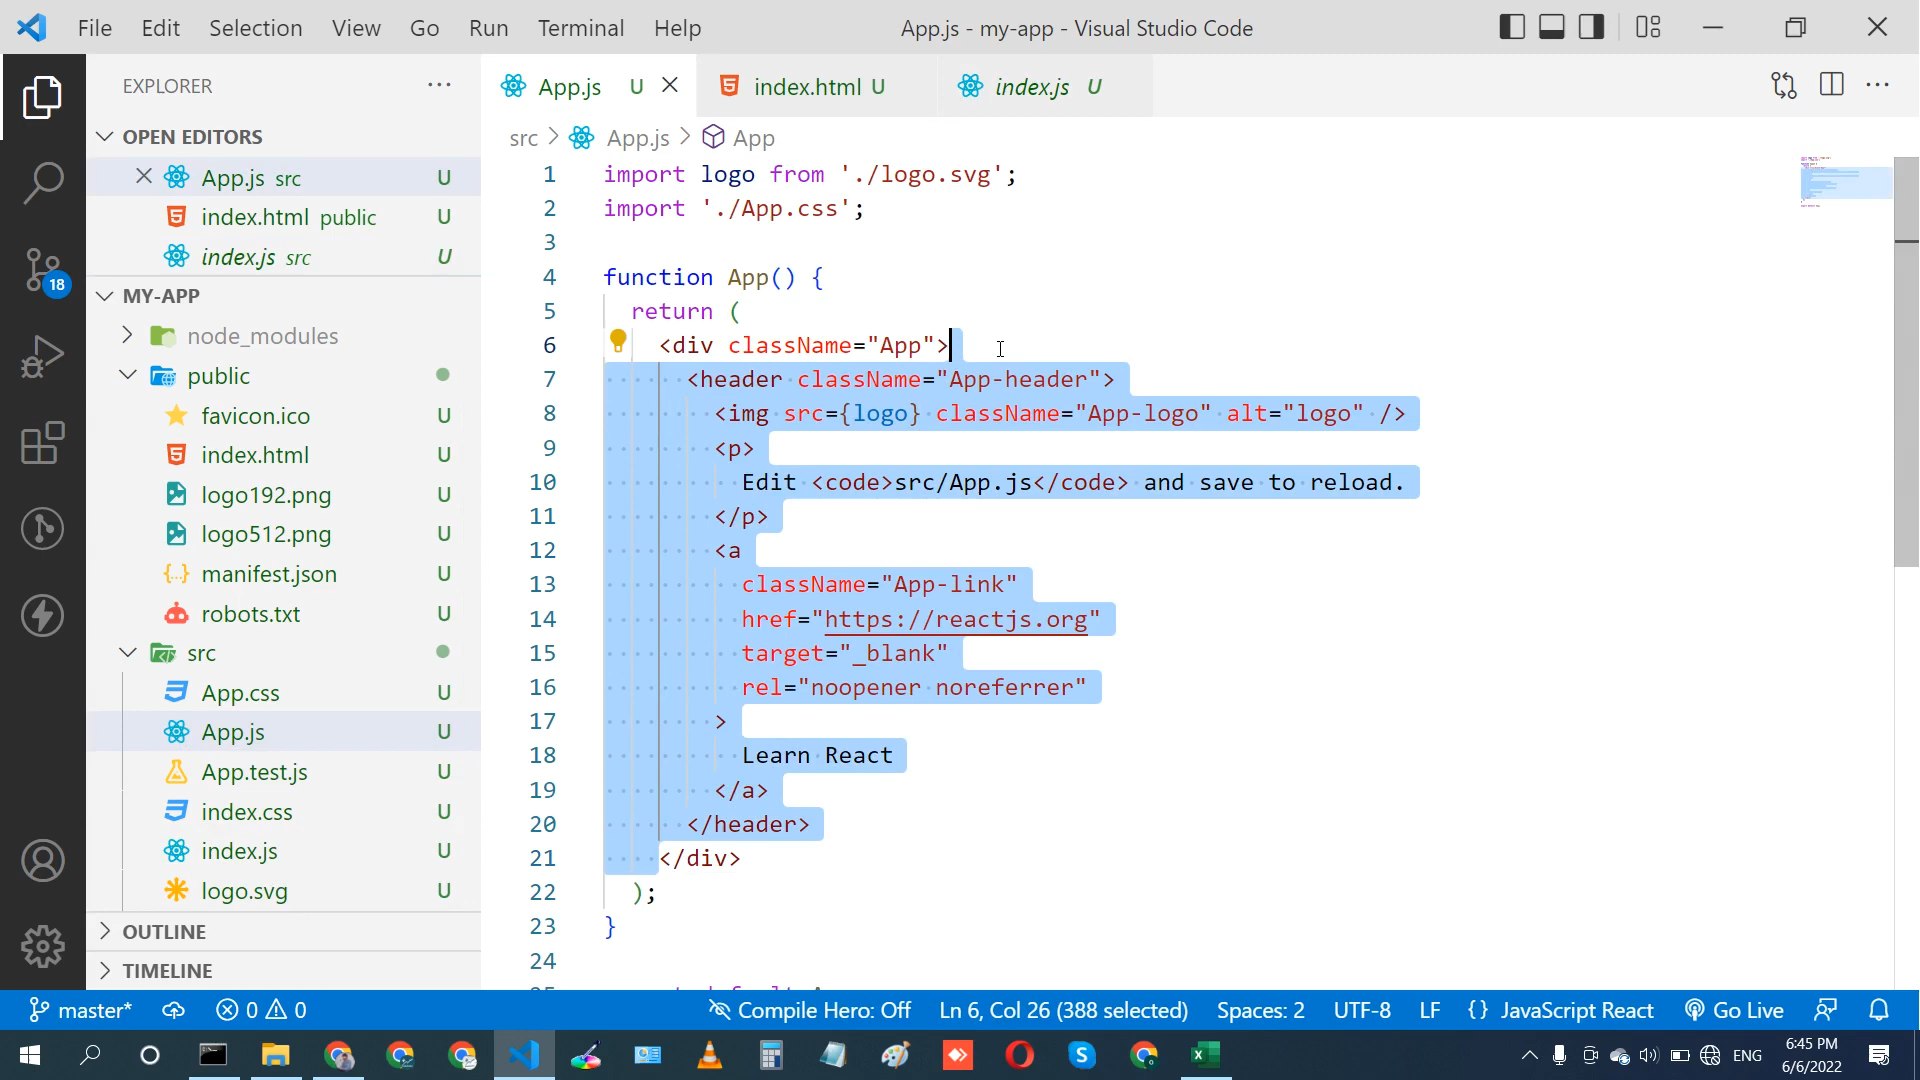 File Edit Selection View Go Run Terminal Help
App.js - my-app - Visual Studio Code
EXPLORER
OPEN EDITORS
App.js src U
index.html public U
index.js src U
MY-APP
node_modules
public
favicon.ico U
index.html U
logo192.png U
logo512.png U
manifest.json U
robots.txt U
src
App.css U
App.js U
App.test.js U
index.css U
index.js U
logo.svg U
OUTLINE
TIMELINE
18
App.js U
index.html U
index.js U
src > App.js > App
1 import logo from './logo.svg';
2 import './App.css';
3
4 function App() {
5 return (
6 <div className="App">
7 <header className="App-header">
8 <img src={logo} className="App-logo" alt="logo" />
9 <p>
10 Edit <code>src/App.js</code> and save to reload.
11 </p>
12 <a
13 className="App-link"
14 href="https://reactjs.org"
15 target="_blank"
16 rel="noopener noreferrer"
17 >
18 Learn React
19 </a>
20 </header>
21 </div>
22 );
23 }
24
master* 0 0 Compile Hero: Off Ln 6, Col 26 (388 selected) Spaces: 2 UTF-8 LF {} JavaScript React Go Live
ENG
6:45 PM
6/6/2022